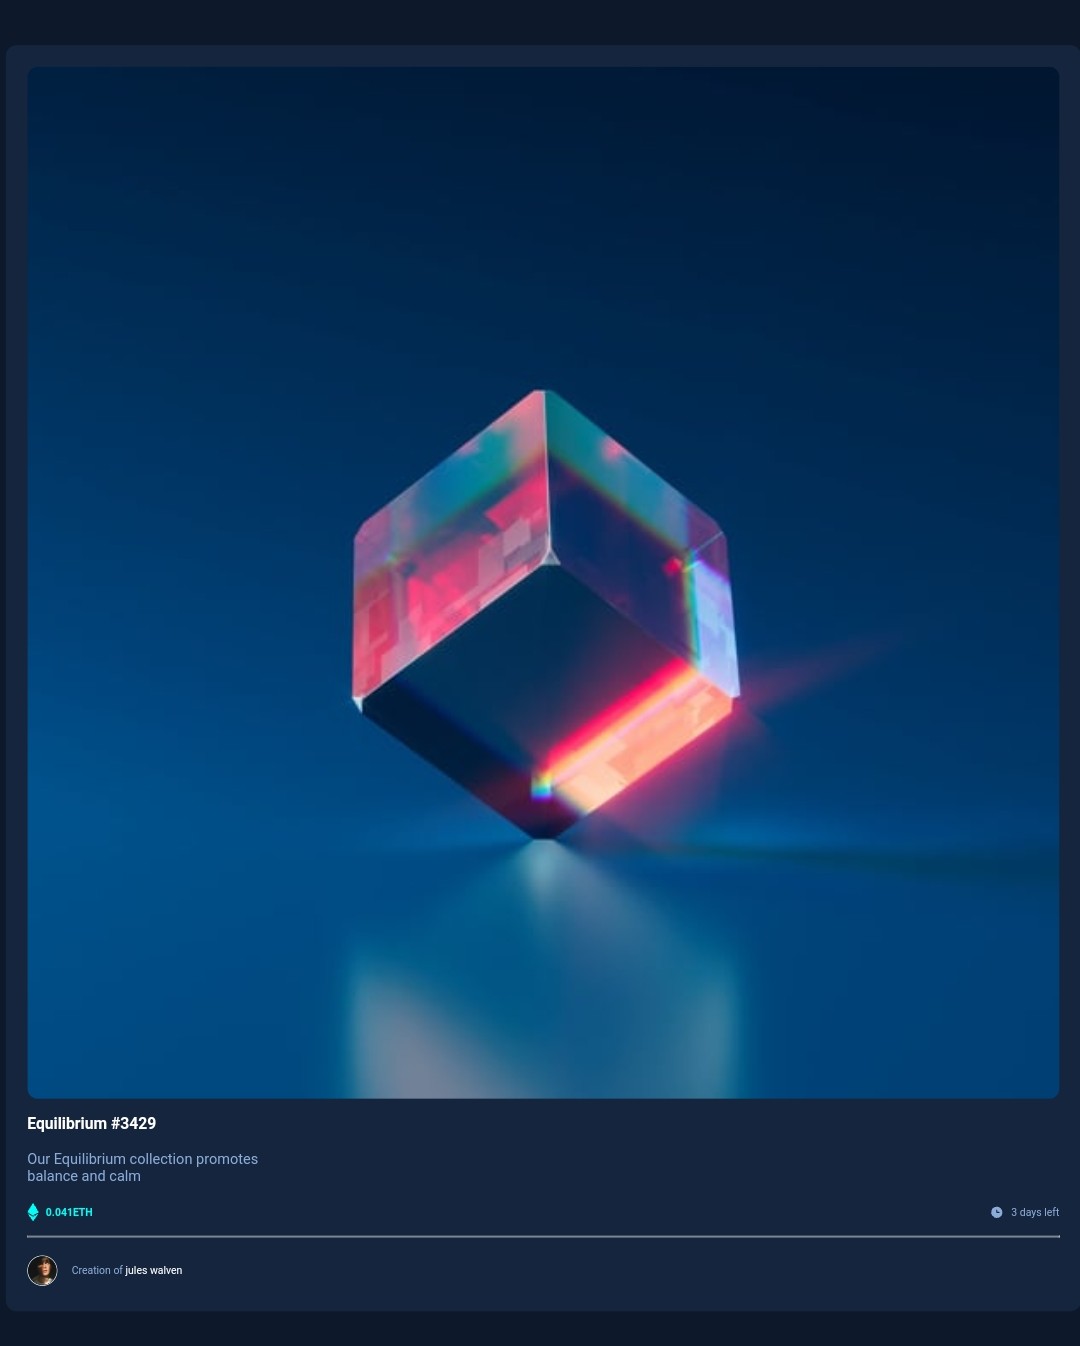 Equilibrium #3429
Our Equilibrium collection promotes
balance and calm
0.041ETH
3 days left
Creation of jules walven